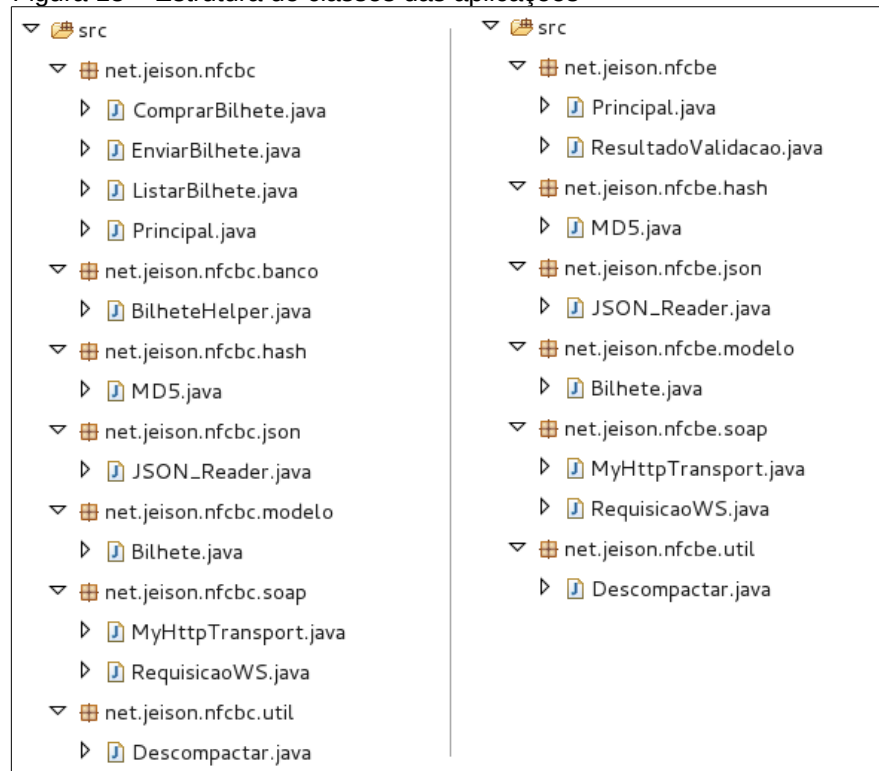 src
net.jeison.nfcbc
ComprarBilhete.java
EnviarBilhete.java
ListarBilhete.java
Principal.java
net.jeison.nfcbc.banco
BilheteHelper.java
net.jeison.nfcbc.hash
MD5.java
net.jeison.nfcbc.json
JSON_Reader.java
net.jeison.nfcbc.modelo
Bilhete.java
net.jeison.nfcbc.soap
MyHttpTransport.java
RequisicaoWS.java
net.jeison.nfcbc.util
Descompactar.java
src
net.jeison.nfcbe
Principal.java
ResultadoValidacao.java
net.jeison.nfcbe.hash
MD5.java
net.jeison.nfcbe.json
JSON_Reader.java
net.jeison.nfcbe.modelo
Bilhete.java
net.jeison.nfcbe.soap
MyHttpTransport.java
RequisicaoWS.java
net.jeison.nfcbe.util
Descompactar.java